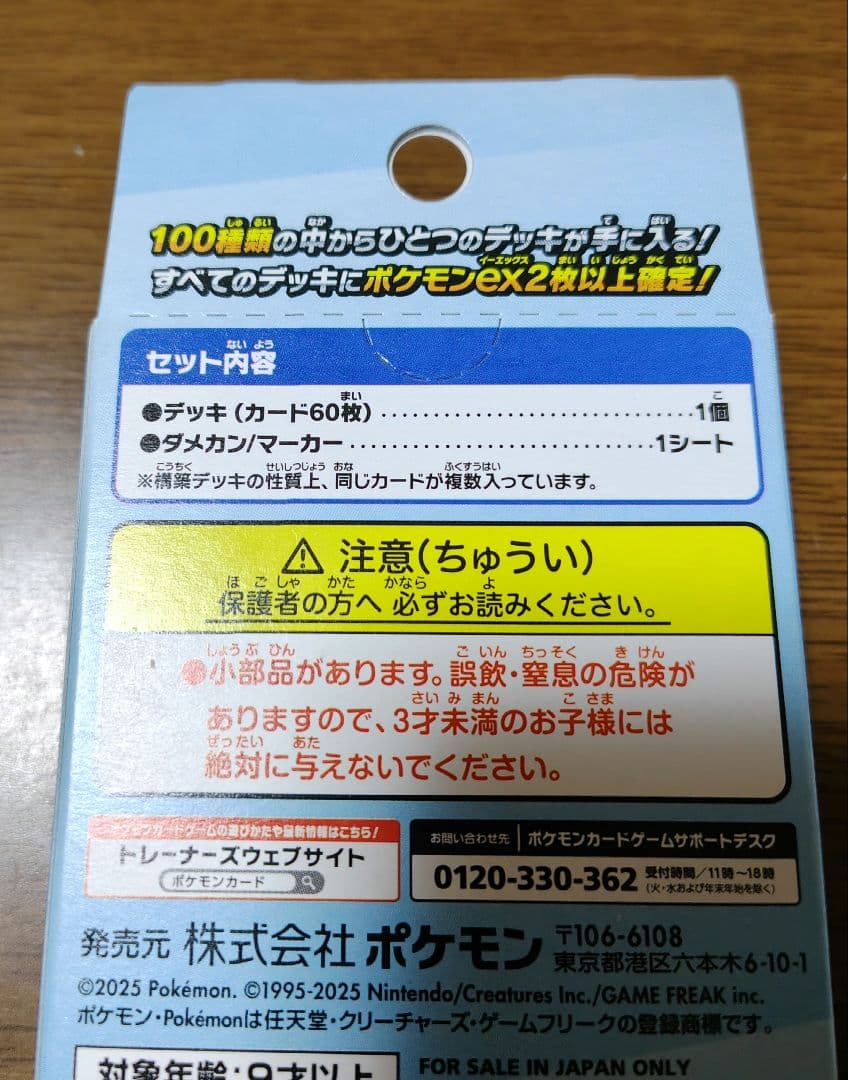 100種類の中からひとつのデッキが手に入る!
すべてのデッキにポケモンex2枚以上確定!
セット内容
●デッキ(カード60枚)....................1個
●ダメカン/マーカー....................1シート
※構築デッキの性質上、同じカードが複数入っています。
⚠ 注意(ちゅうい)
保護者の方へ 必ずお読みください。
●小部品があります。誤飲・窒息の危険が
ありますので、3才未満のお子様には
絶対に与えないでください。
ポケモンカードゲームの遊びかたや最新情報はこちら!
トレーナーズウェブサイト
ポケモンカード
お問い合わせ先 ポケモンカードゲームサポートデスク
0120-330-362 受付時間/11時〜18時
(火・水および年末年始を除く)
発売元 株式会社 ポケモン 〒106-6108
東京都港区六本木6-10-1
©2025 Pokémon. ©1995-2025 Nintendo/Creatures Inc./GAME FREAK inc.
ポケモン・Pokémonは任天堂・クリーチャーズ・ゲームフリークの登録商標です。
対象年齢:9才以上
FOR SALE IN JAPAN ONLY